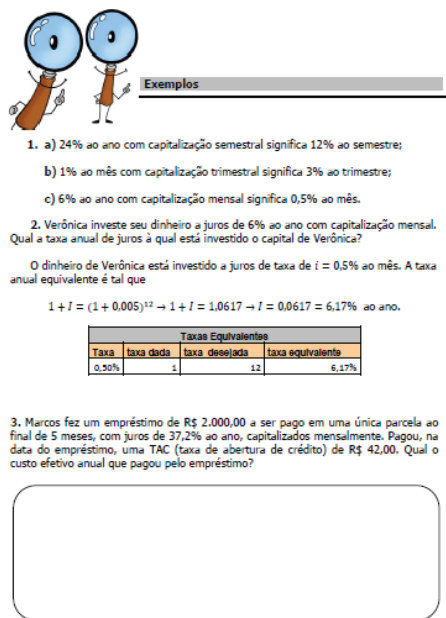 Exemplos
1. a) 24% ao ano com capitalização semestral significa 12% ao semestre;
b) 1% ao mês com capitalização trimestral significa 3% ao trimestre;
c) 6% ao ano com capitalização mensal significa 0,5% ao mês.
2. Verônica investe seu dinheiro a juros de 6% ao ano com capitalização mensal.
Qual a taxa anual de juros à qual está investido o capital de Verônica?
O dinheiro de Verônica está investido a juros de taxa de i = 0,5% ao mês. A taxa
anual equivalente é tal que
1 + I = (1 + 0,005)¹² → 1 + I = 1,0617 → I = 0,0617 = 6,17% ao ano.
Taxas Equivalentes
Taxa taxa dada taxa desejada taxa equivalente
0,50% 1 12 6,17%
3. Marcos fez um empréstimo de R$ 2.000,00 a ser pago em uma única parcela ao
final de 5 meses, com juros de 37,2% ao ano, capitalizados mensalmente. Pagou, na
data do empréstimo, uma TAC (taxa de abertura de crédito) de R$ 42,00. Qual o
custo efetivo anual que pagou pelo empréstimo?